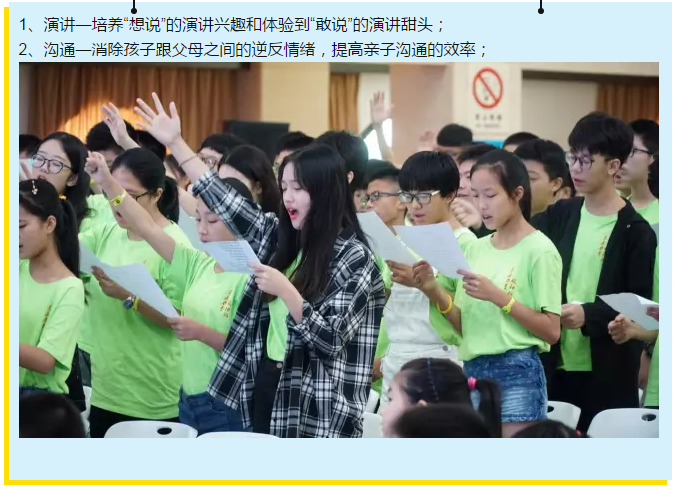 1、演讲—培养“想说”的演讲兴趣和体验到“敢说”的演讲甜头；
2、沟通—消除孩子跟父母之间的逆反情绪，提高亲子沟通的效率；